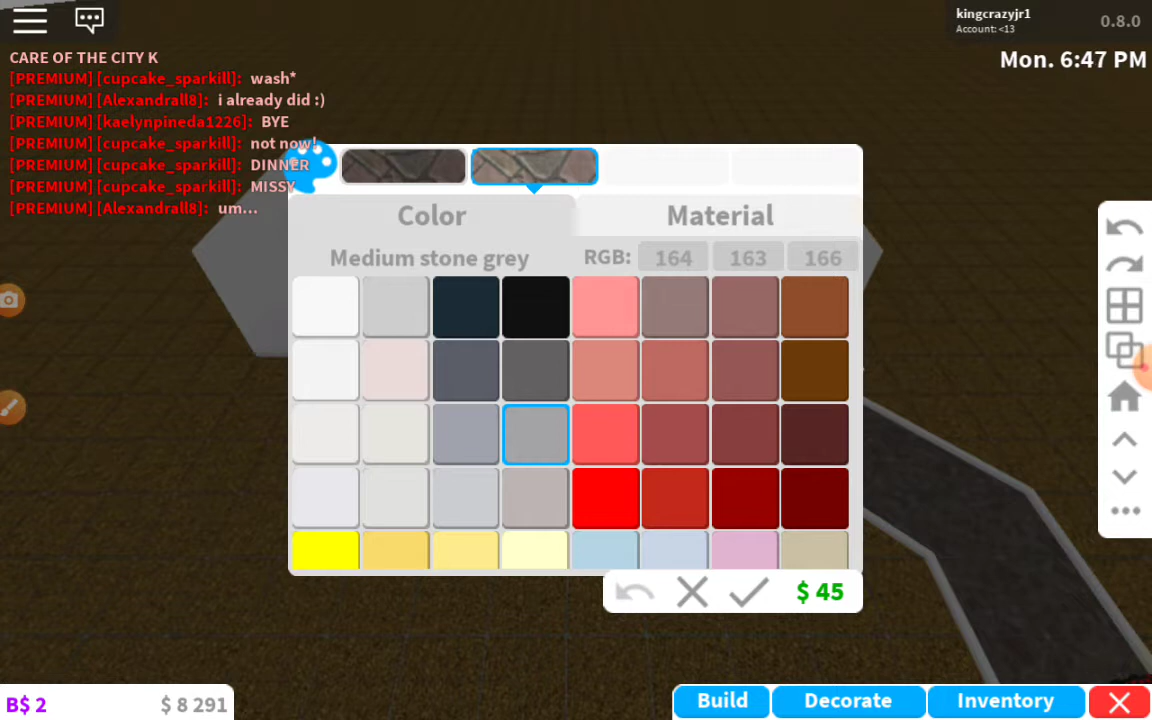 kingcrazyjr1
Account: <13
0.8.0
Mon. 6:47 PM
CARE OF THE CITY K
[PREMIUM] [cupcake_sparkill]: wash*
[PREMIUM] [Alexandrall8]: i already did :)
[PREMIUM] [kaelynpineda1226]: BYE
[PREMIUM] [cupcake_sparkill]: not now!
[PREMIUM] [cupcake_sparkill]: DINNER
[PREMIUM] [cupcake_sparkill]: MISSY
[PREMIUM] [Alexandrall8]: um...
Color
Material
Medium stone grey
RGB: 164 163 166
$ 45
B$ 2
$ 8 291
Build
Decorate
Inventory